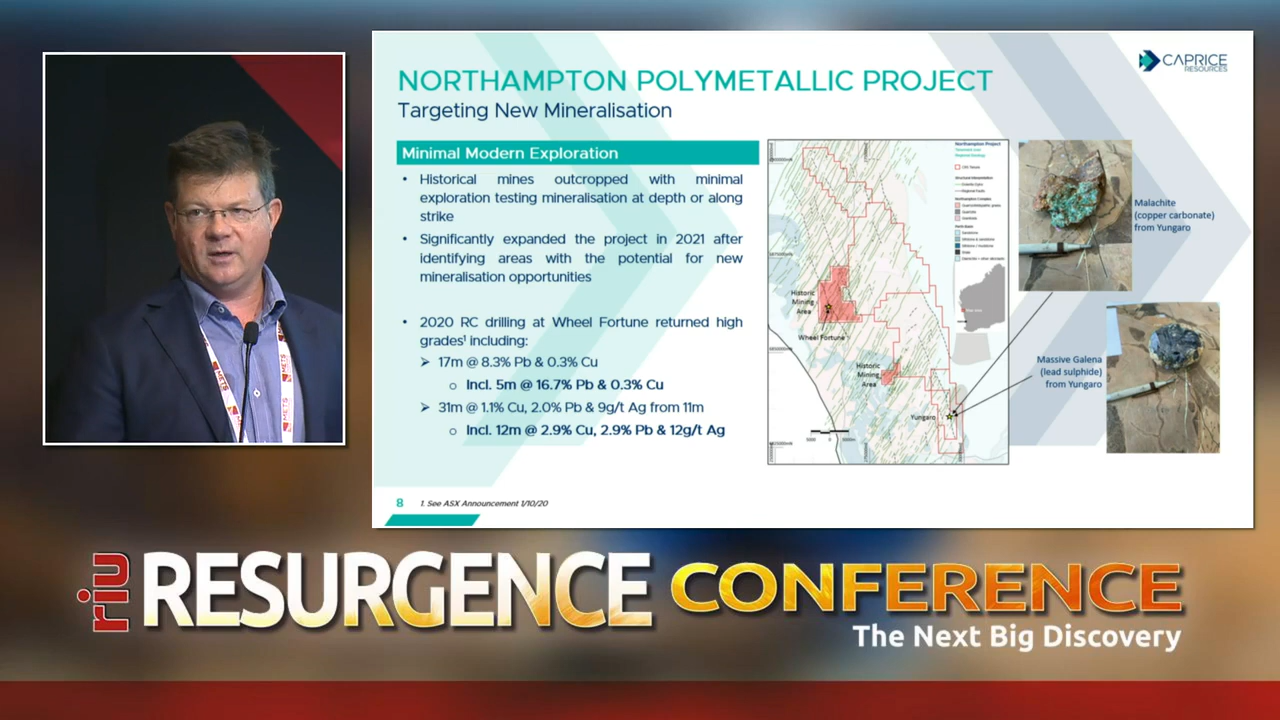 CAPRICE
RESOURCES
NORTHAMPTON POLYMETALLIC PROJECT
Targeting New Mineralisation
Minimal Modern Exploration
• Historical mines outcropped with minimal
exploration testing mineralisation at depth or along
strike
• Significantly expanded the project in 2021 after
identifying areas with the potential for new
mineralisation opportunities
• 2020 RC drilling at Wheel Fortune returned high
grades¹ including:
➢ 17m @ 8.3% Pb & 0.3% Cu
o Incl. 5m @ 16.7% Pb & 0.3% Cu
➢ 31m @ 1.1% Cu, 2.0% Pb & 9g/t Ag from 11m
o Incl. 12m @ 2.9% Cu, 2.9% Pb & 12g/t Ag
Northampton Project
Historic
Mining
Area
Wheel Fortune
Historic
Mining
Area
Yungaro
Malachite
(copper carbonate)
from Yungaro
Massive Galena
(lead sulphide)
from Yungaro
8
1. See ASX Announcement 1/10/20
METS
METS
riu RESURGENCE CONFERENCE
The Next Big Discovery